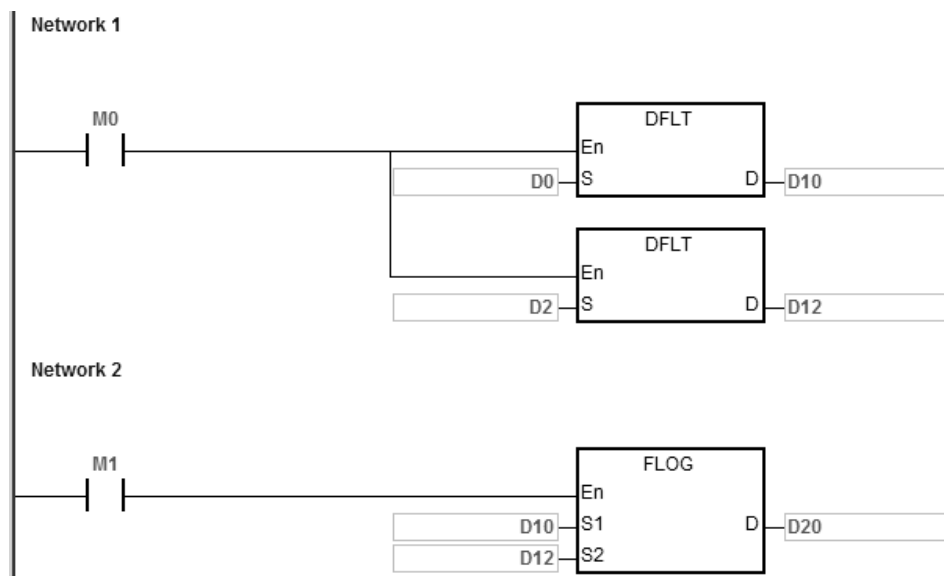 Network 1
M0
DFLT
En
D0 S D D10
DFLT
En
D2 S D D12
Network 2
M1
FLOG
En
D10 S1 D D20
D12 S2